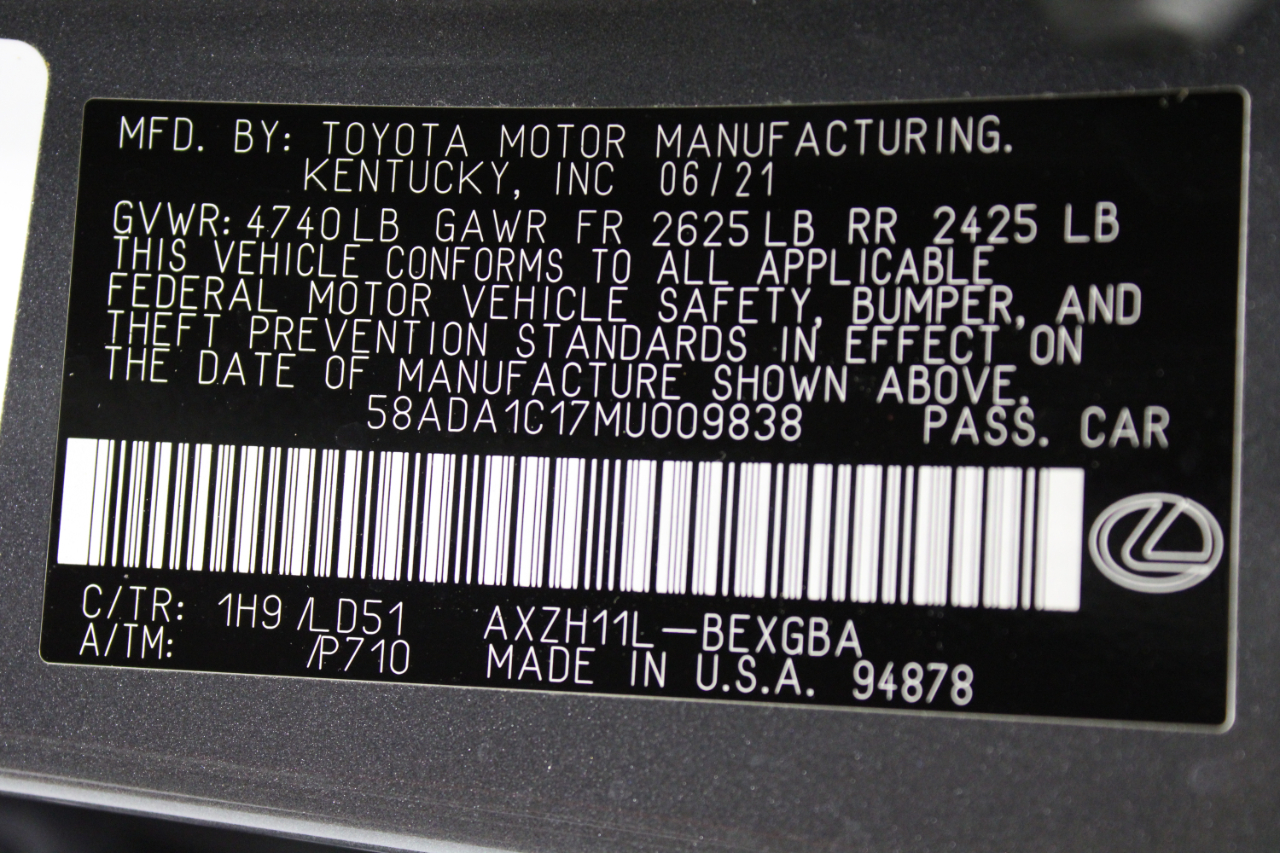 MFD. BY: TOYOTA MOTOR MANUFACTURING.
KENTUCKY, INC 06/21
GVWR: 4740LB GAWR FR 2625 LB RR 2425 LB
THIS VEHICLE CONFORMS TO ALL APPLICABLE
FEDERAL MOTOR VEHICLE SAFETY, BUMPER, AND
THEFT PREVENTION STANDARDS IN EFFECT ON
THE DATE OF MANUFACTURE SHOWN ABOVE.
58ADA1C17MU009838 PASS. CAR
C/TR: 1H9 /LD51 AXZH11L-BEXGBA
A/TM: /P710 MADE IN U.S.A. 94878